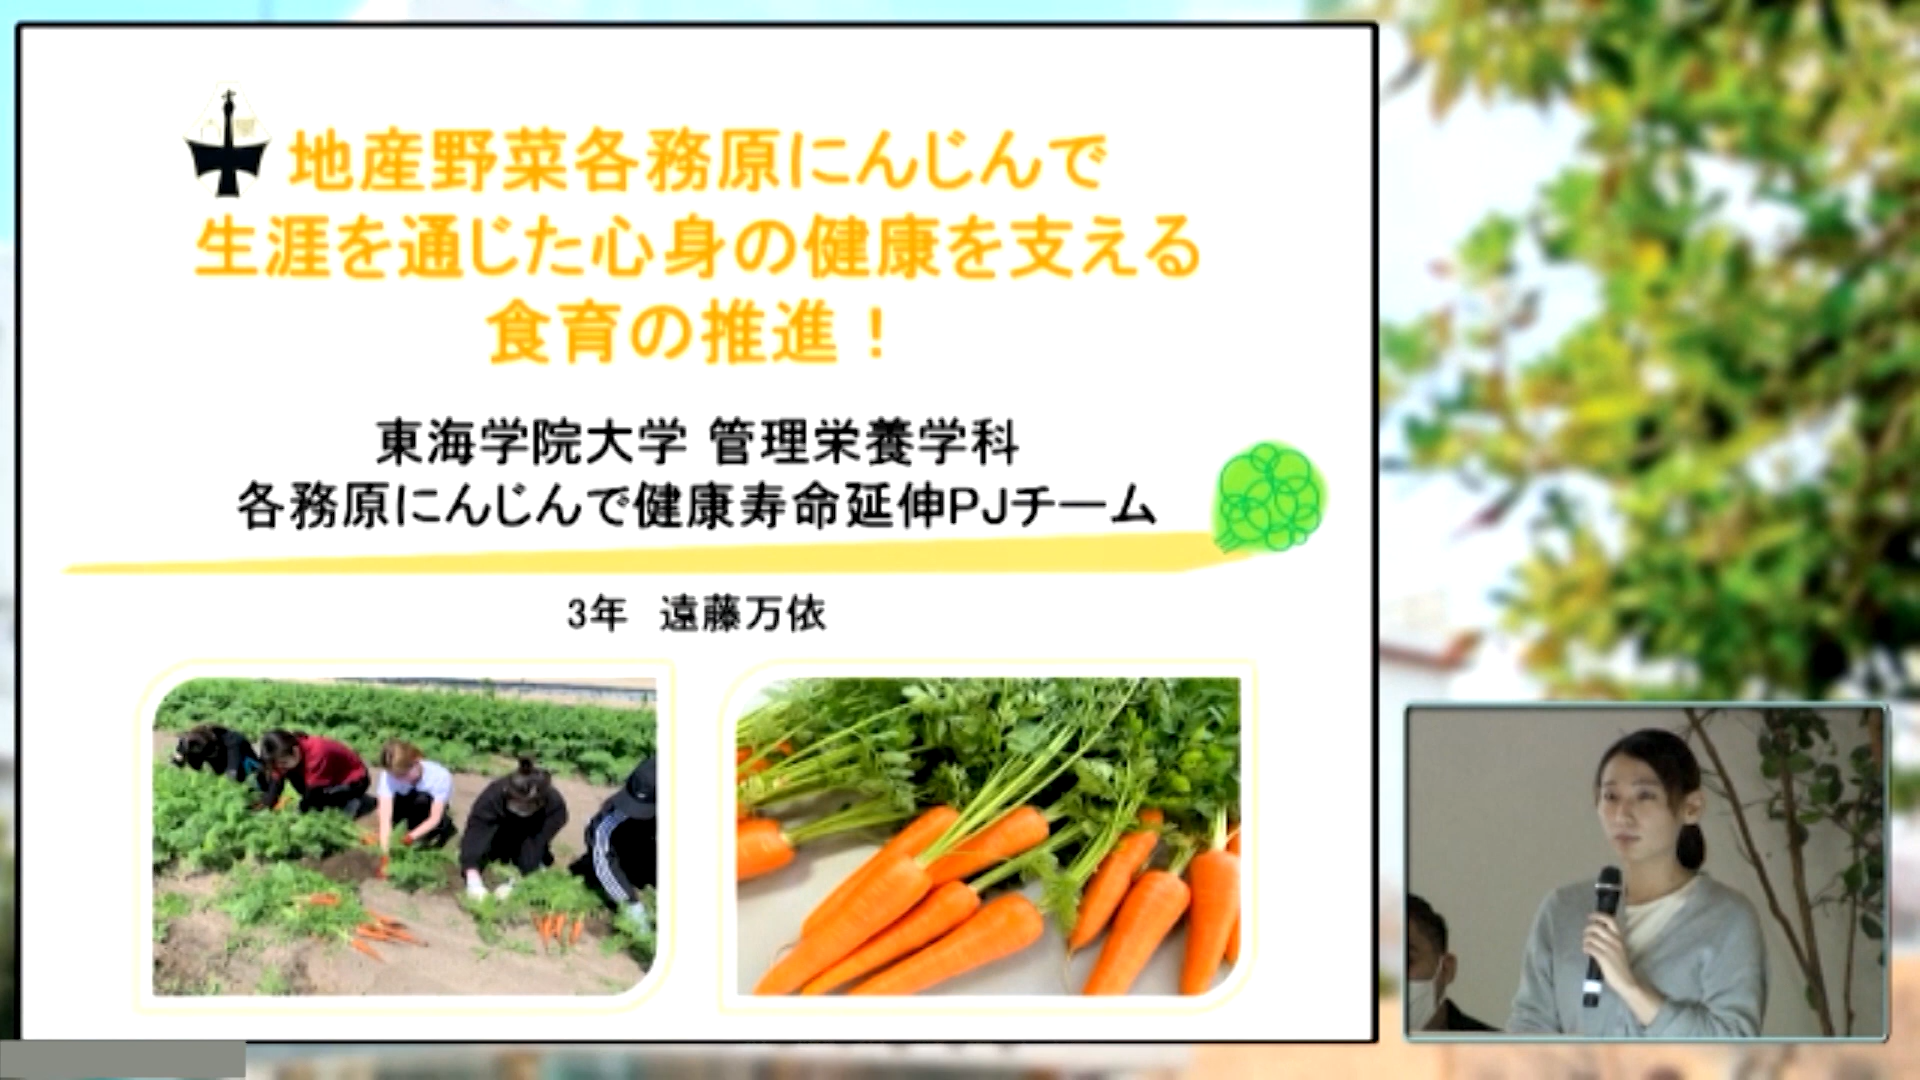 地産野菜各務原にんじんで
生涯を通じた心身の健康を支える
食育の推進！
東海学院大学 管理栄養学科
各務原にんじんで健康寿命延伸PJチーム
3年　遠藤万依